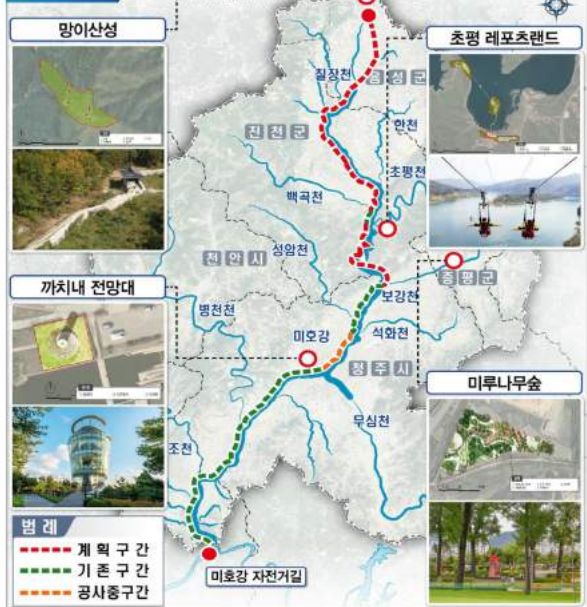 망이산성
초평 레포츠랜드
음성군
칠장천
한천
진천군
초평천
백곡천
천안시
성암천
증평군
보강천
까치내 전망대
병천천
미호강
석화천
청주시
미루나무숲
무심천
조천
범례
계획구간
기존구간
공사중구간
미호강 자전거길